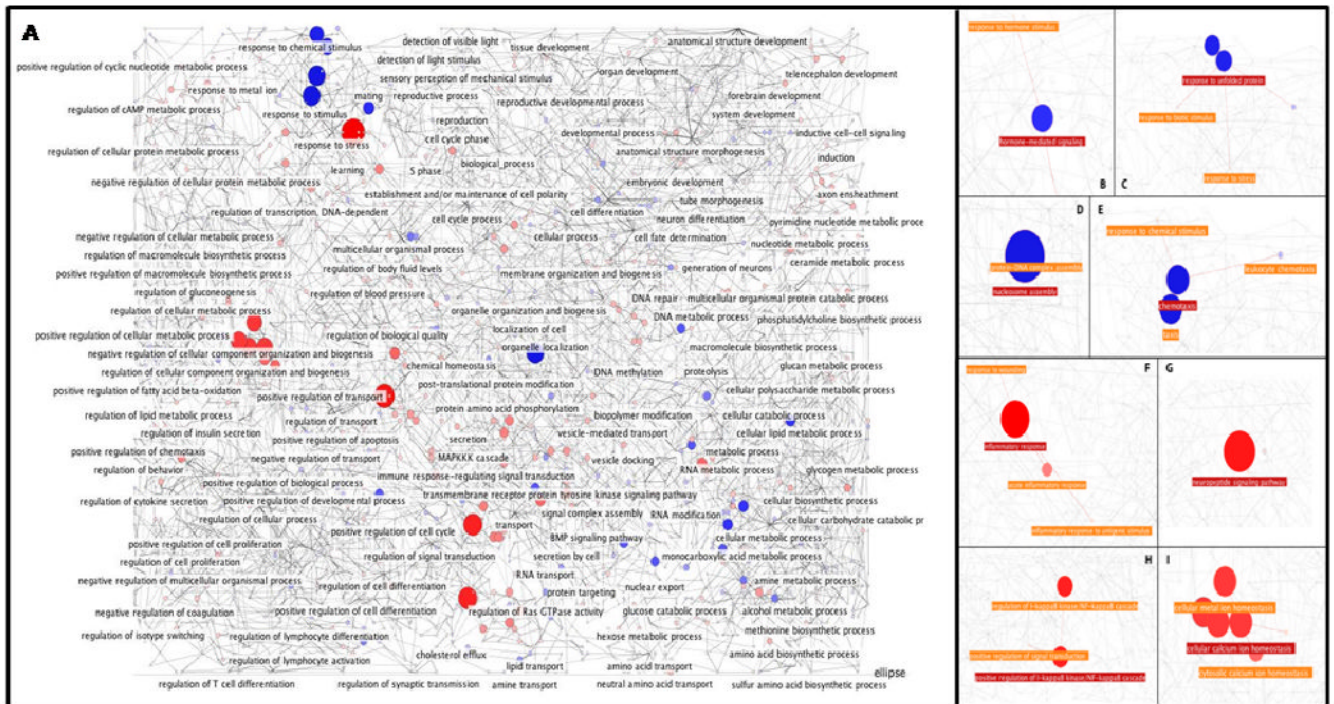 A
response to chemical stimulus
detection of visible light
tissue development
anatomical structure development
positive regulation of cyclic nucleotide metabolic process
detection of light stimulus
organ development
telencephalon development
sensory perception of mechanical stimulus
response to metal ion
mating
reproductive process
reproductive developmental process
forebrain development
regulation of cAMP metabolic process
response to stimulus
reproduction
system development
developmental process
inductive cell-cell signaling
response to stress
cell cycle phase
regulation of cellular protein metabolic process
biological_process
anatomical structure morphogenesis
induction
learning
S phase
negative regulation of cellular protein metabolic process
embryonic development
axon ensheathment
establishment and/or maintenance of cell polarity
tube morphogenesis
regulation of transcription, DNA-dependent
cell cycle process
cell differentiation
neuron differentiation
pyrimidine nucleotide metabolic proce
negative regulation of cellular metabolic process
cellular process
cell fate determination
nucleotide metabolic process
multicellular organismal process
regulation of macromolecule biosynthetic process
ceramide metabolic process
positive regulation of macromolecule biosynthetic process
regulation of body fluid levels
membrane organization and biogenesis
generation of neurons
regulation of gluconeogenesis
regulation of blood pressure
DNA repair
multicellular organismal protein catabolic process
regulation of cellular metabolic process
organelle organization and biogenesis
DNA metabolic process
phosphatidylcholine biosynthetic process
positive regulation of cellular metabolic process
regulation of biological quality
localization of cell
macromolecule biosynthetic process
negative regulation of cellular component organization and biogenesis
organelle localization
chemical homeostasis
glucan metabolic process
regulation of cellular component organization and biogenesis
DNA methylation
proteolysis
post-translational protein modification
positive regulation of fatty acid beta-oxidation
positive regulation of transport
cellular polysaccharide metabolic process
protein amino acid phosphorylation
regulation of lipid metabolic process
regulation of transport
biopolymer modification
cellular catabolic process
regulation of insulin secretion
positive regulation of apoptosis
secretion
vesicle-mediated transport
cellular lipid metabolic process
positive regulation of chemotaxis
negative regulation of transport
MAPKKK cascade
vesicle docking
metabolic process
regulation of behavior
RNA metabolic process
glycogen metabolic process
positive regulation of biological process
immune response-regulating signal transduction
regulation of cytokine secretion
positive regulation of developmental process
transmembrane receptor protein tyrosine kinase signaling pathway
cellular biosynthetic process
regulation of cellular process
signal complex assembly
RNA modification
cellular carbohydrate catabolic pr
positive regulation of cell cycle
transport
BMP signaling pathway
cellular metabolic process
positive regulation of cell proliferation
regulation of cell proliferation
regulation of signal transduction
secretion by cell
monocarboxylic acid metabolic process
negative regulation of multicellular organismal process
regulation of cell differentiation
RNA transport
protein targeting
nuclear export
amine metabolic process
negative regulation of coagulation
positive regulation of cell differentiation
regulation of Ras GTPase activity
glucose catabolic process
alcohol metabolic process
regulation of isotype switching
regulation of lymphocyte differentiation
hexose metabolic process
methionine biosynthetic process
regulation of lymphocyte activation
cholesterol efflux
lipid transport
amino acid transport
amino acid biosynthetic process
ellipse
regulation of T cell differentiation
regulation of synaptic transmission
amine transport
neutral amino acid transport
sulfur amino acid biosynthetic process
response to hormone stimulus
hormone-mediated signaling
B
response to unfolded protein
response to biotic stimulus
response to stress
C
D
protein-DNA complex assembly
nucleosome assembly
E
response to chemical stimulus
leukocyte chemotaxis
chemotaxis
taxis
F
response to wounding
inflammatory response
acute inflammatory response
inflammatory response to antigenic stimulus
G
neuropeptide signaling pathway
H
regulation of I-kappaB kinase/NF-kappaB cascade
positive regulation of signal transduction
positive regulation of I-kappaB kinase/NF-kappaB cascade
I
cellular metal ion homeostasis
cellular calcium ion homeostasis
cytosolic calcium ion homeostasis